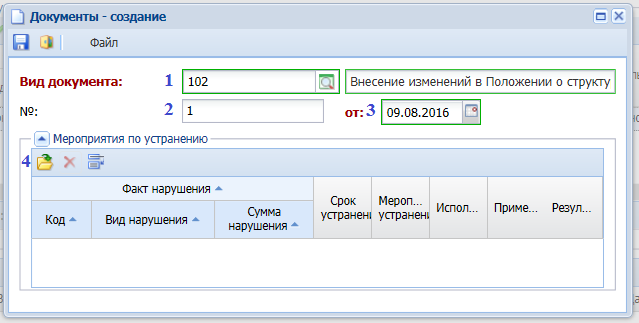 Документы - создание
Файл
Вид документа: 1 102 Внесение изменений в Положении о структу
№: 2 1 от: 3 09.08.2016
Мероприятия по устранению
4
Факт нарушения Срок устранени Мероп... устранени Испол... Приме... Резул...
Код Вид нарушения Сумма нарушения